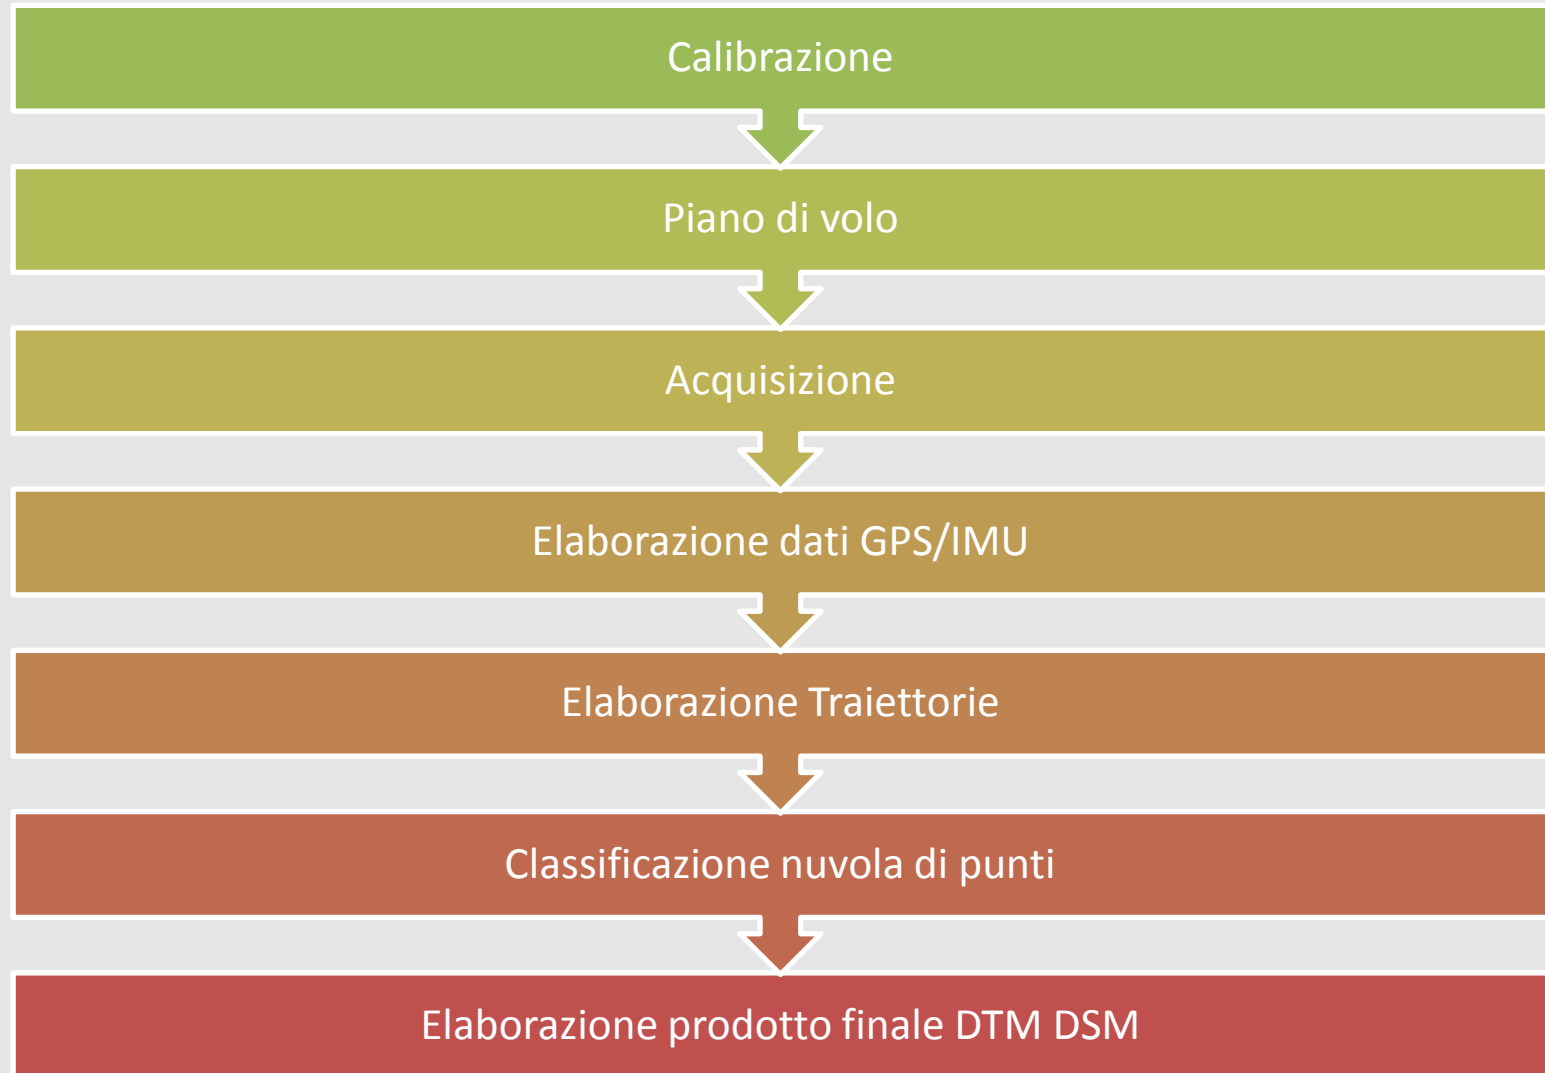 Calibrazione
Piano di volo
Acquisizione
Elaborazione dati GPS/IMU
Elaborazione Traiettorie
Classificazione nuvola di punti
Elaborazione prodotto finale DTM DSM